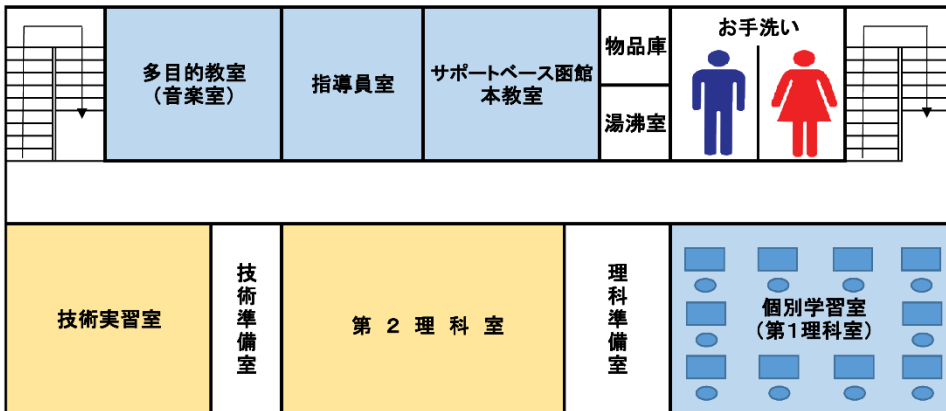 多目的教室
（音楽室）
指導員室
サポートベース函館
本教室
物品庫
湯沸室
お手洗い
技術実習室
技術準備室
第２理科室
理科準備室
個別学習室
（第１理科室）